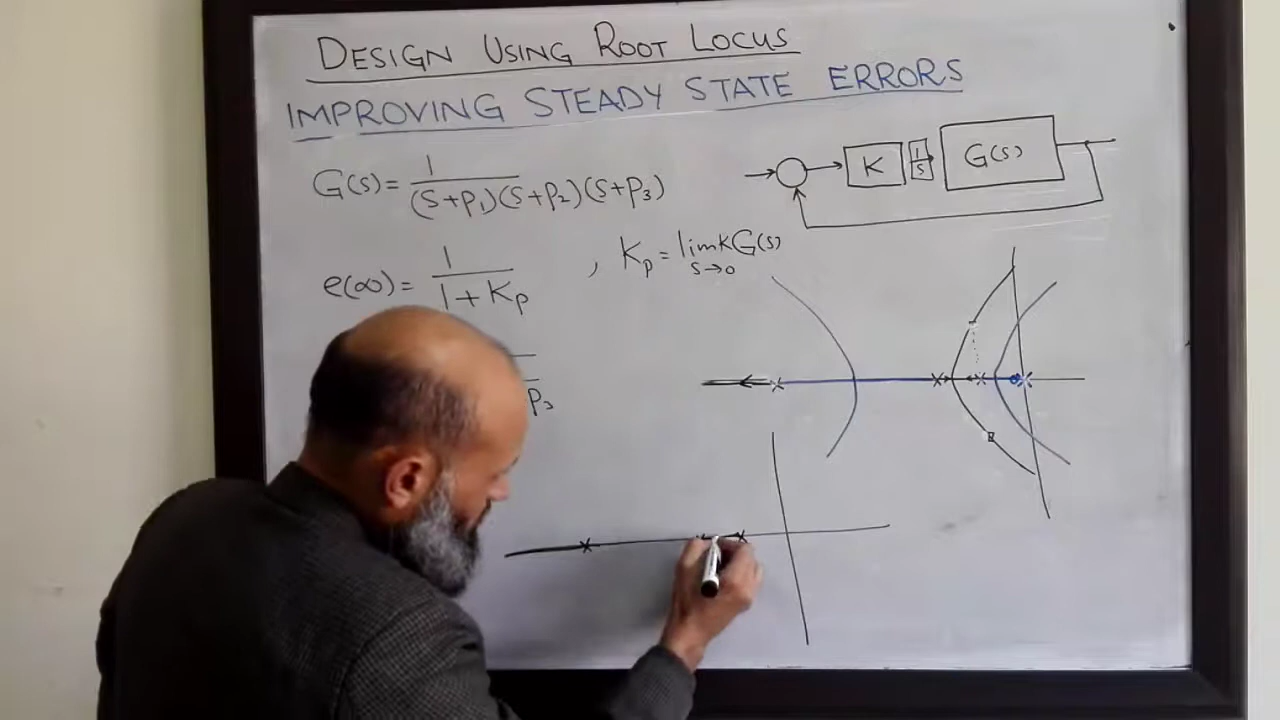 DESIGN USING ROOT LOCUS
IMPROVING STEADY STATE ERRORS
G(s) = 1 / (s+p₁)(s+p₂)(s+p₃)
K 1/s G(s)
e(∞) = 1 / 1 + Kp , Kp = lim s→0 KG(s)
p₃